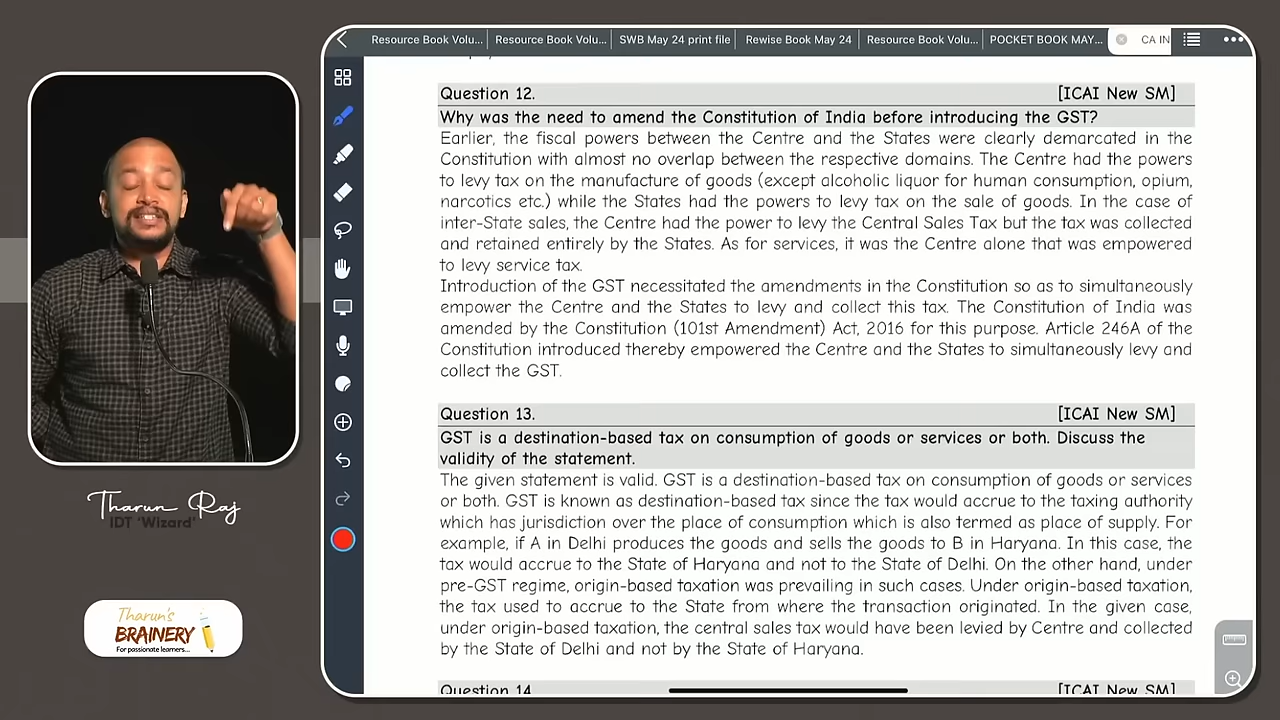 Resource Book Volu... Resource Book Volu... SWB May 24 print file Rewise Book May 24 Resource Book Volu... POCKET BOOK MAY... CA IN
Question 12. [ICAI New SM]
Why was the need to amend the Constitution of India before introducing the GST?
Earlier, the fiscal powers between the Centre and the States were clearly demarcated in the
Constitution with almost no overlap between the respective domains. The Centre had the powers
to levy tax on the manufacture of goods (except alcoholic liquor for human consumption, opium,
narcotics etc.) while the States had the powers to levy tax on the sale of goods. In the case of
inter-State sales, the Centre had the power to levy the Central Sales Tax but the tax was collected
and retained entirely by the States. As for services, it was the Centre alone that was empowered
to levy service tax.
Introduction of the GST necessitated the amendments in the Constitution so as to simultaneously
empower the Centre and the States to levy and collect this tax. The Constitution of India was
amended by the Constitution (101st Amendment) Act, 2016 for this purpose. Article 246A of the
Constitution introduced thereby empowered the Centre and the States to simultaneously levy and
collect the GST.
Question 13. [ICAI New SM]
GST is a destination-based tax on consumption of goods or services or both. Discuss the
validity of the statement.
The given statement is valid. GST is a destination-based tax on consumption of goods or services
or both. GST is known as destination-based tax since the tax would accrue to the taxing authority
which has jurisdiction over the place of consumption which is also termed as place of supply. For
example, if A in Delhi produces the goods and sells the goods to B in Haryana. In this case, the
tax would accrue to the State of Haryana and not to the State of Delhi. On the other hand, under
pre-GST regime, origin-based taxation was prevailing in such cases. Under origin-based taxation,
the tax used to accrue to the State from where the transaction originated. In the given case,
under origin-based taxation, the central sales tax would have been levied by Centre and collected
by the State of Delhi and not by the State of Haryana.
Question 14 [ICAI New SM]
Tharun Raj
IDT 'Wizard'
Tharun's
BRAINERY
For passionate learners...